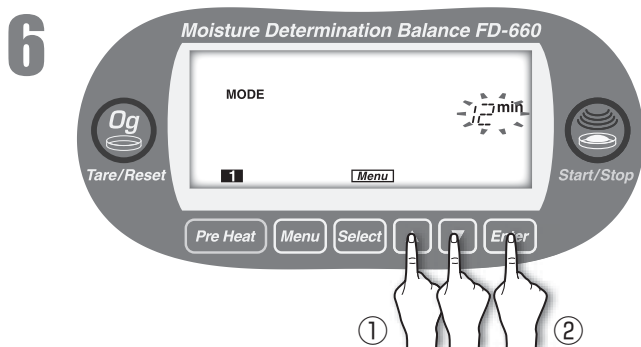 6
Moisture Determination Balance FD-660
MODE
12 min
0g
Tare/Reset
Start/Stop
1
Menu
Pre Heat
Menu
Select
▲
▼
Enter
① ②